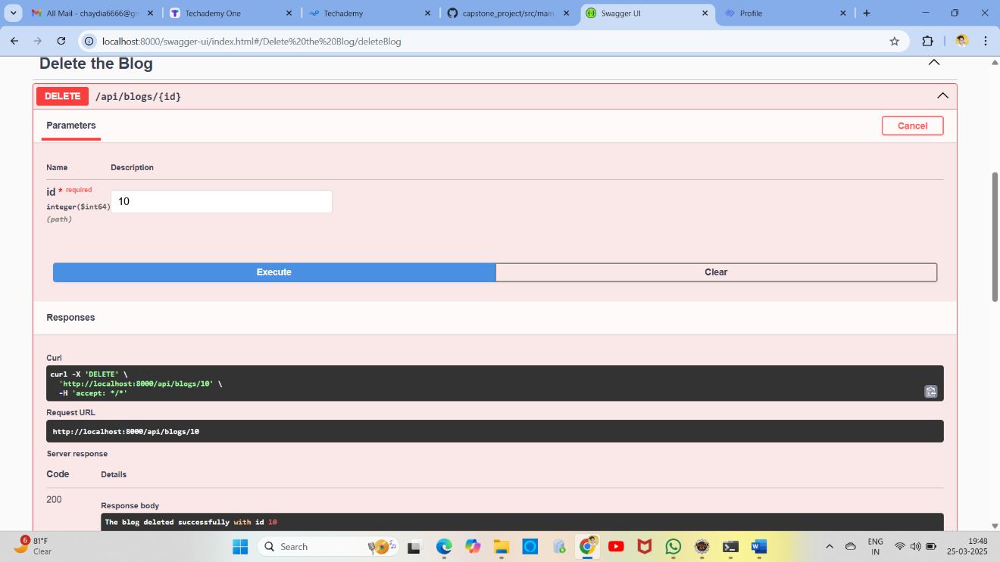 All Mail - chaydia6666@gm
Techademy One
Techademy
capstone_project/src/main.
Swagger UI
Profile
localhost:8000/swagger-ui/index.html#/Delete%20the%20Blog/deleteBlog
Delete the Blog
DELETE /api/blogs/{id}
Parameters
Cancel
Name Description
id * required
10
integer($int64)
(path)
Execute
Clear
Responses
Curl
curl -X 'DELETE' \
'http://localhost:8000/api/blogs/10' \
-H 'accept: */*'
Request URL
http://localhost:8000/api/blogs/10
Server response
Code Details
200
Response body
The blog deleted successfully with id 10
6
81°F
Clear
Search
ENG
IN
19:48
25-03-2025